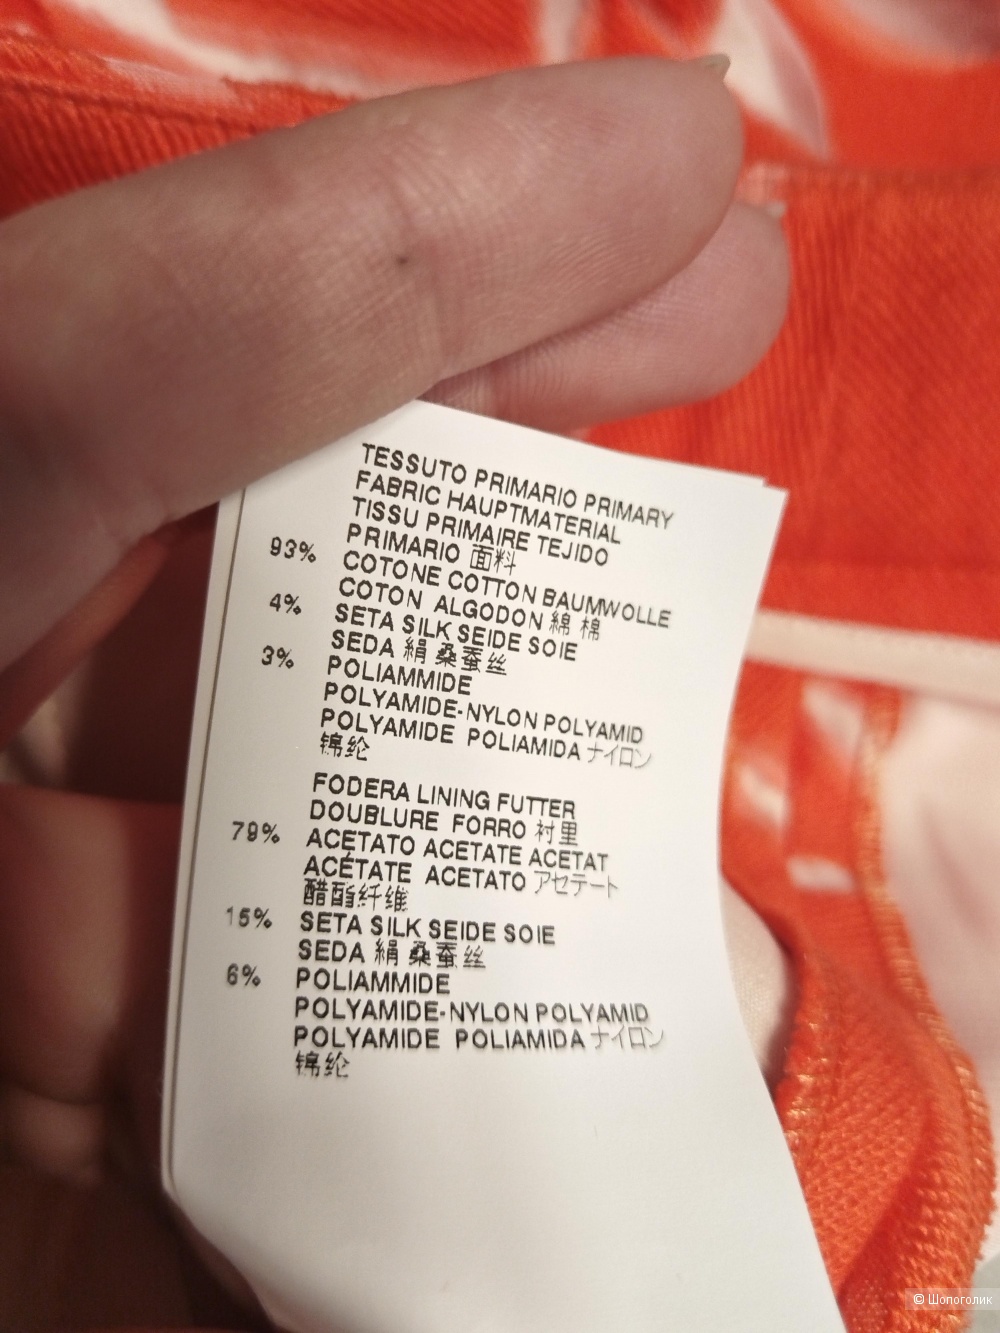 TESSUTO PRIMARIO PRIMARY
FABRIC HAUPTMATERIAL
TISSU PRIMAIRE TEJIDO
PRIMARIO 面料
93% COTONE COTTON BAUMWOLLE
COTON ALGODON 綿 棉
4% SETA SILK SEIDE SOIE
SEDA 絹 桑蚕丝
3% POLIAMMIDE
POLYAMIDE-NYLON POLYAMID
POLYAMIDE POLIAMIDA ナイロン
锦纶
FODERA LINING FUTTER
DOUBLURE FORRO 衬里
79% ACETATO ACETATE ACETAT
ACÉTATE ACETATO アセテート
醋酯纤维
15% SETA SILK SEIDE SOIE
SEDA 絹 桑蚕丝
6% POLIAMMIDE
POLYAMIDE-NYLON POLYAMID
POLYAMIDE POLIAMIDA ナイロン
锦纶
© Шопоголик